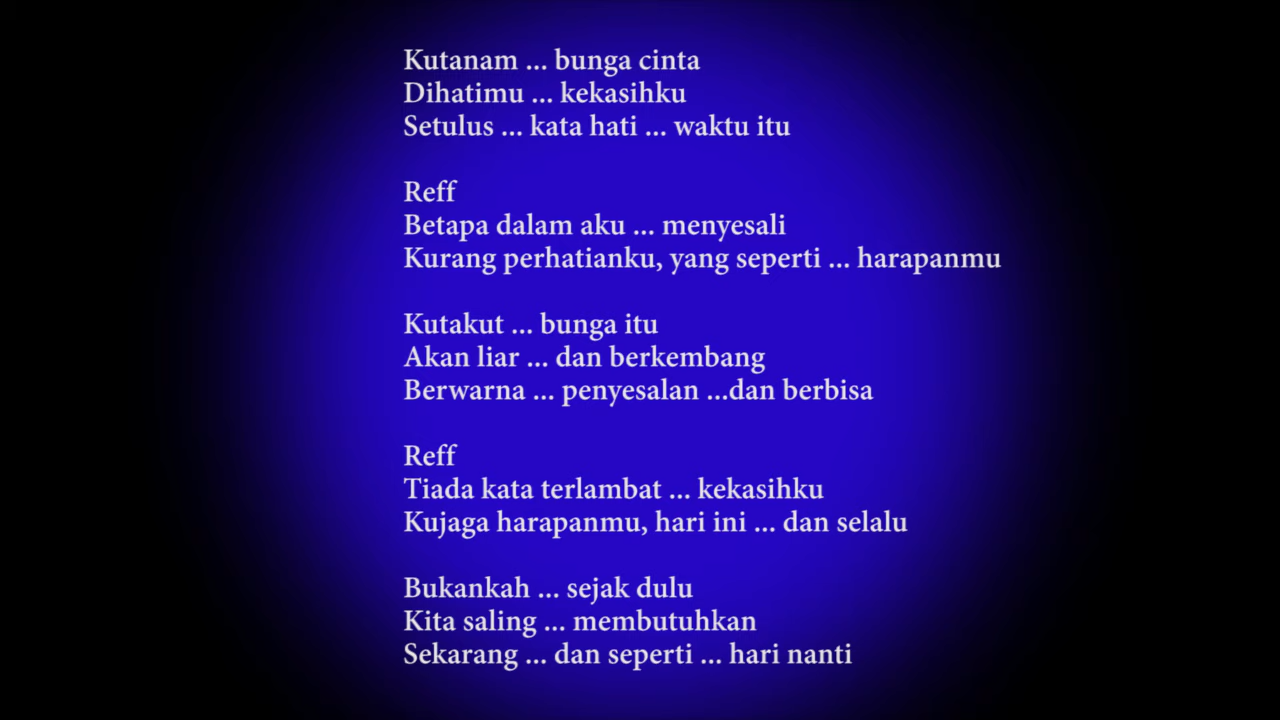 Kutanam ... bunga cinta
Dihatimu ... kekasihku
Setulus ... kata hati ... waktu itu
Reff
Betapa dalam aku ... menyesali
Kurang perhatianku, yang seperti ... harapanmu
Kutakut ... bunga itu
Akan liar ... dan berkembang
Berwarna ... penyesalan ...dan berbisa
Reff
Tiada kata terlambat ... kekasihku
Kujaga harapanmu, hari ini ... dan selalu
Bukankah ... sejak dulu
Kita saling ... membutuhkan
Sekarang ... dan seperti ... hari nanti